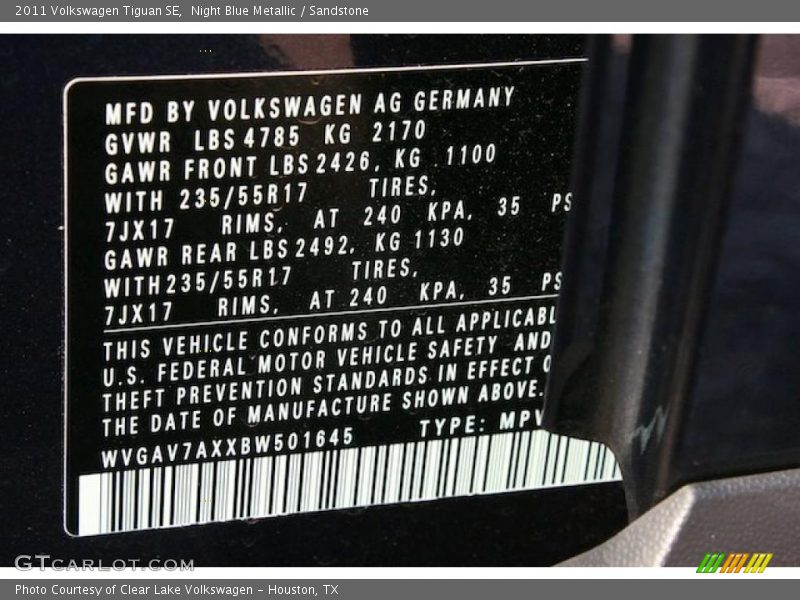 2011 Volkswagen Tiguan SE, Night Blue Metallic / Sandstone
MFD BY VOLKSWAGEN AG GERMANY
GVWR LBS 4785 KG 2170
GAWR FRONT LBS 2426, KG 1100
WITH 235/55R17 TIRES,
7JX17 RIMS, AT 240 KPA, 35 PS
GAWR REAR LBS 2492, KG 1130
WITH 235/55R17 TIRES,
7JX17 RIMS, AT 240 KPA, 35 PS
THIS VEHICLE CONFORMS TO ALL APPLICABL
U.S. FEDERAL MOTOR VEHICLE SAFETY AND
THEFT PREVENTION STANDARDS IN EFFECT O
THE DATE OF MANUFACTURE SHOWN ABOVE.
WVGAV7AXXBW501645 TYPE: MPV
GTCARLOT.COM
Photo Courtesy of Clear Lake Volkswagen - Houston, TX